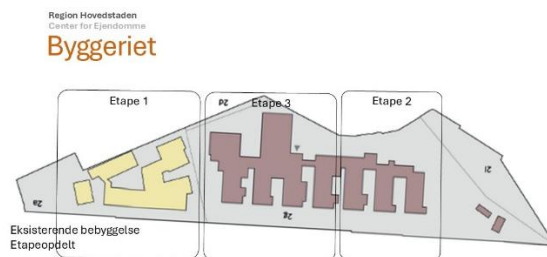 Region Hovedstaden
Center for Ejendomme
Byggeriet
Etape 1
Etape 3
Etape 2
Eksisterende bebyggelse
Etapeopdelt